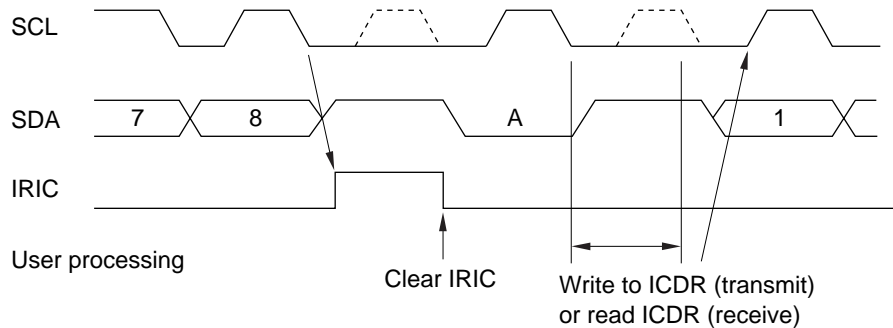 SCL
SDA
7
8
A
1
IRIC
User processing
Clear IRIC
Write to ICDR (transmit)
or read ICDR (receive)